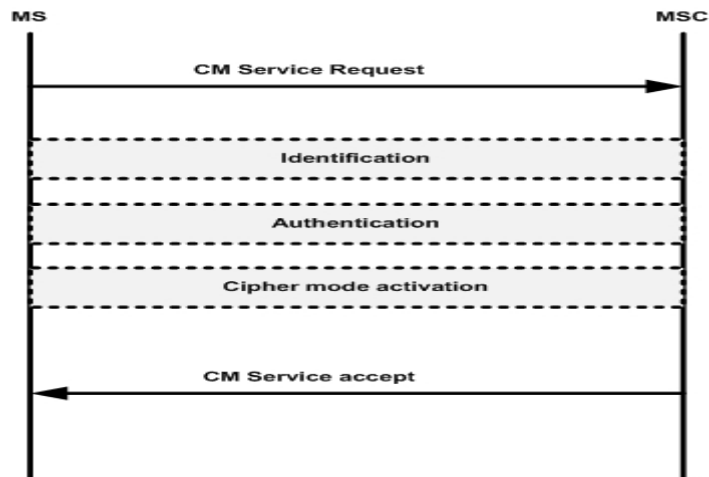 MS MSC
CM Service Request
Identification
Authentication
Cipher mode activation
CM Service accept